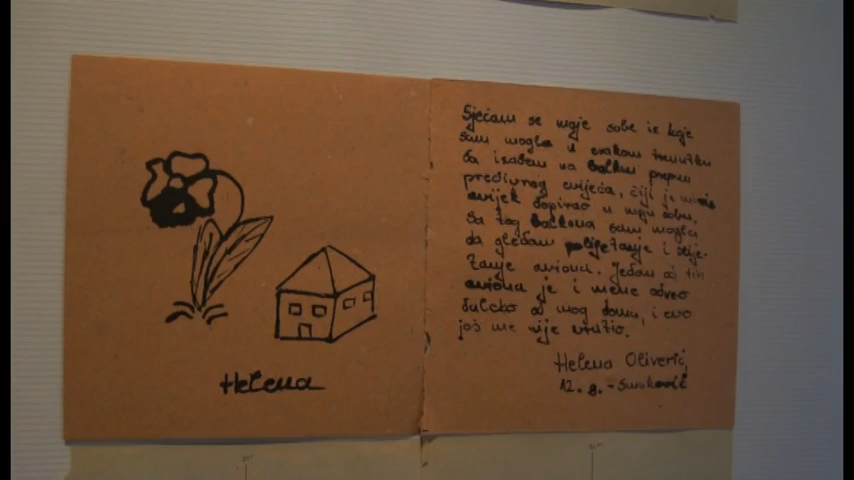 Helena
Sjećam se moje sobe iz koje
sam mogla u svakom trenutku
da izađem na balkon prepun
predivnog cvijeća, čiji je miris
uvijek dopirao u moju sobu.
Sa tog balkona sam mogla
da gledam polijetanje i slije-
tanje aviona. Jedan od tih
aviona je i mene odveo
daleko od mog doma, i evo
još me nije vratio.
Helena Oliverić,
12. g. -